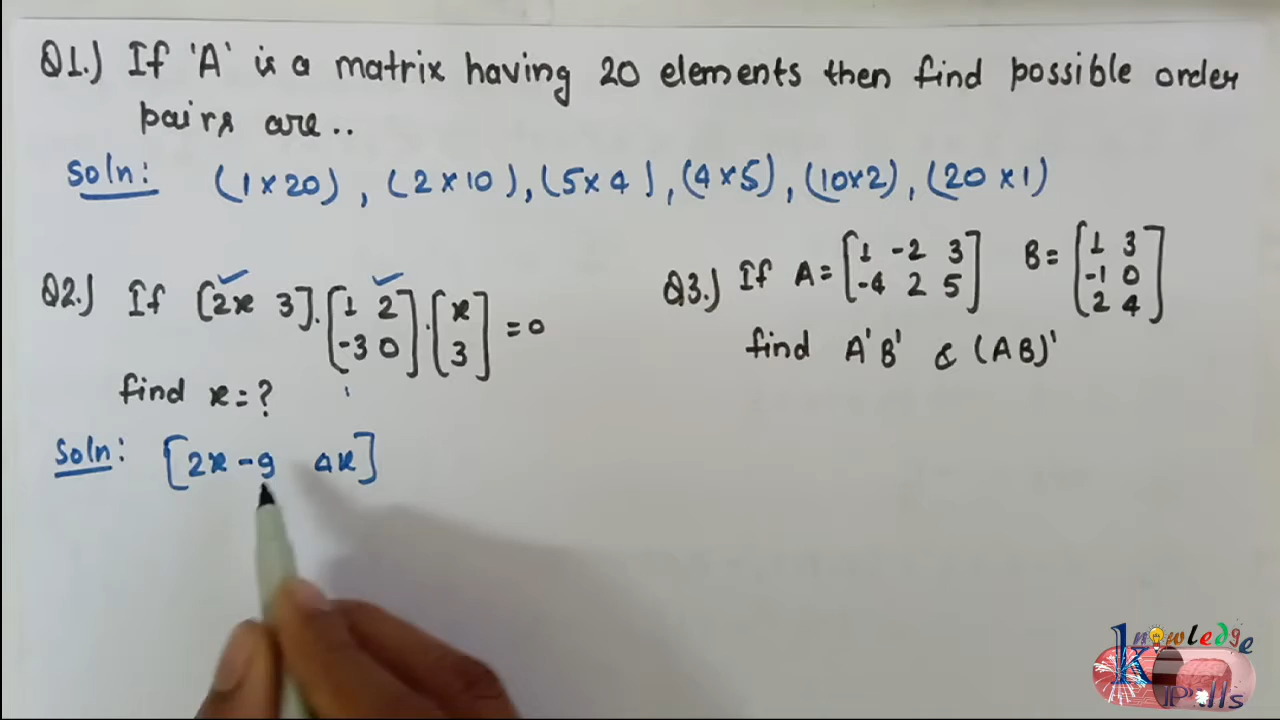 Q1.) If 'A' is a matrix having 20 elements then find possible order
pairs are..
Soln: (1×20), (2×10), (5×4), (4×5), (10×2), (20×1)
Q2.) If [2x 3].[1 2
-3 0].[x
3] = 0
find x=?
Soln: [2x-9 4x]
Q3.) If A=[1 -2 3
-4 2 5] B=[1 3
-1 0
2 4]
find A'B' & (AB)'
Knowledge
Pills